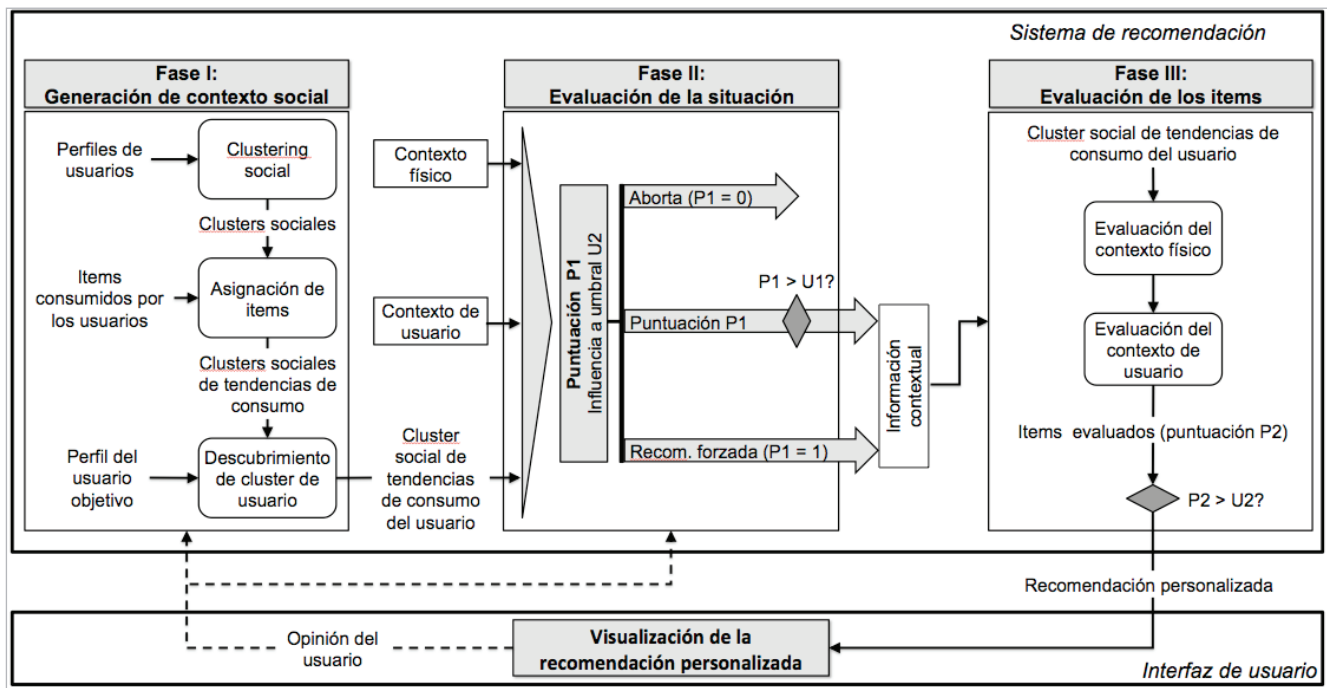 Sistema de recomendación
Fase I:
Generación de contexto social
Perfiles de
usuarios
Clustering
social
Clusters sociales
Items
consumidos por
los usuarios
Asignación de
items
Clusters sociales
de tendencias de
consumo
Perfil del
usuario
objetivo
Descubrimiento
de cluster de
usuario
Contexto
físico
Contexto de
usuario
Cluster
social de
tendencias
de consumo
del usuario
Fase II:
Evaluación de la situación
Puntuación P1
Influencia a umbral U2
Aborta (P1 = 0)
P1 > U1?
Puntuación P1
Recom. forzada (P1 = 1)
Información
contextual
Fase III:
Evaluación de los items
Cluster social de tendencias de
consumo del usuario
Evaluación del
contexto físico
Evaluación del
contexto de
usuario
Items evaluados (puntuación P2)
P2 > U2?
Recomendación personalizada
Opinión del
usuario
Visualización de la
recomendación personalizada
Interfaz de usuario